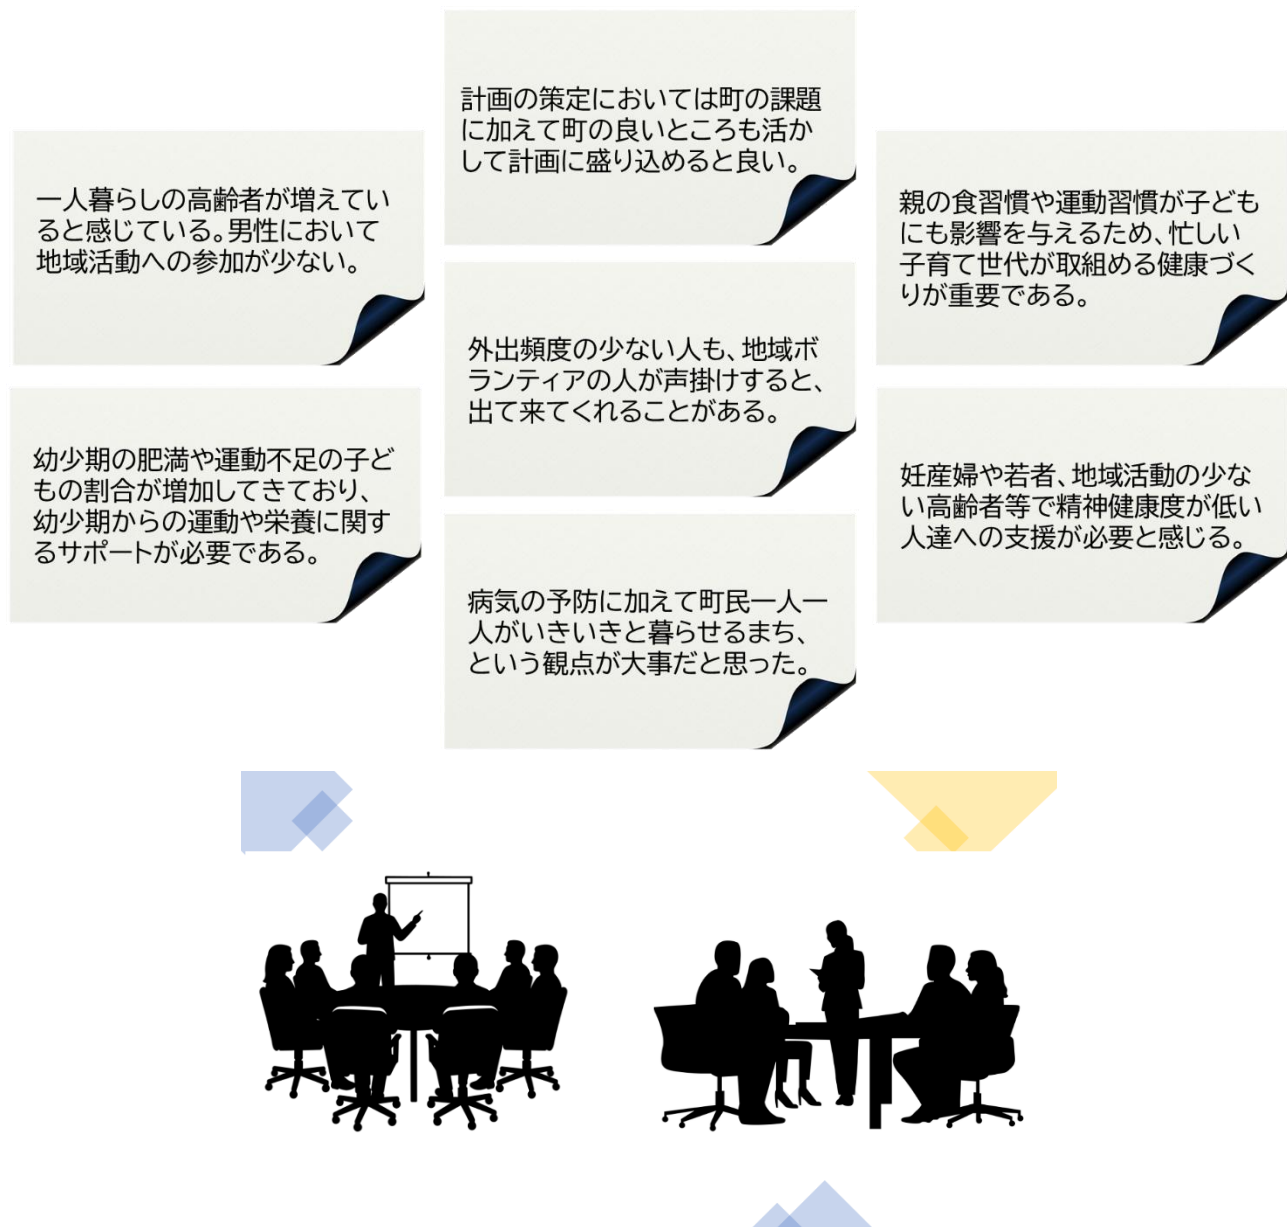 計画の策定においては町の課題
に加えて町の良いところも活か
して計画に盛り込めると良い。
一人暮らしの高齢者が増えてい
ると感じている。男性において
地域活動への参加が少ない。
親の食習慣や運動習慣が子ども
にも影響を与えるため、忙しい
子育て世代が取組める健康づく
りが重要である。
外出頻度の少ない人も、地域ボ
ランティアの人が声掛けすると、
出て来てくれることがある。
幼少期の肥満や運動不足の子ど
もの割合が増加してきており、
幼少期からの運動や栄養に関す
るサポートが必要である。
妊産婦や若者、地域活動の少な
い高齢者等で精神健康度が低い
人達への支援が必要と感じる。
病気の予防に加えて町民一人一
人がいきいきと暮らせるまち、
という観点が大事だと思った。